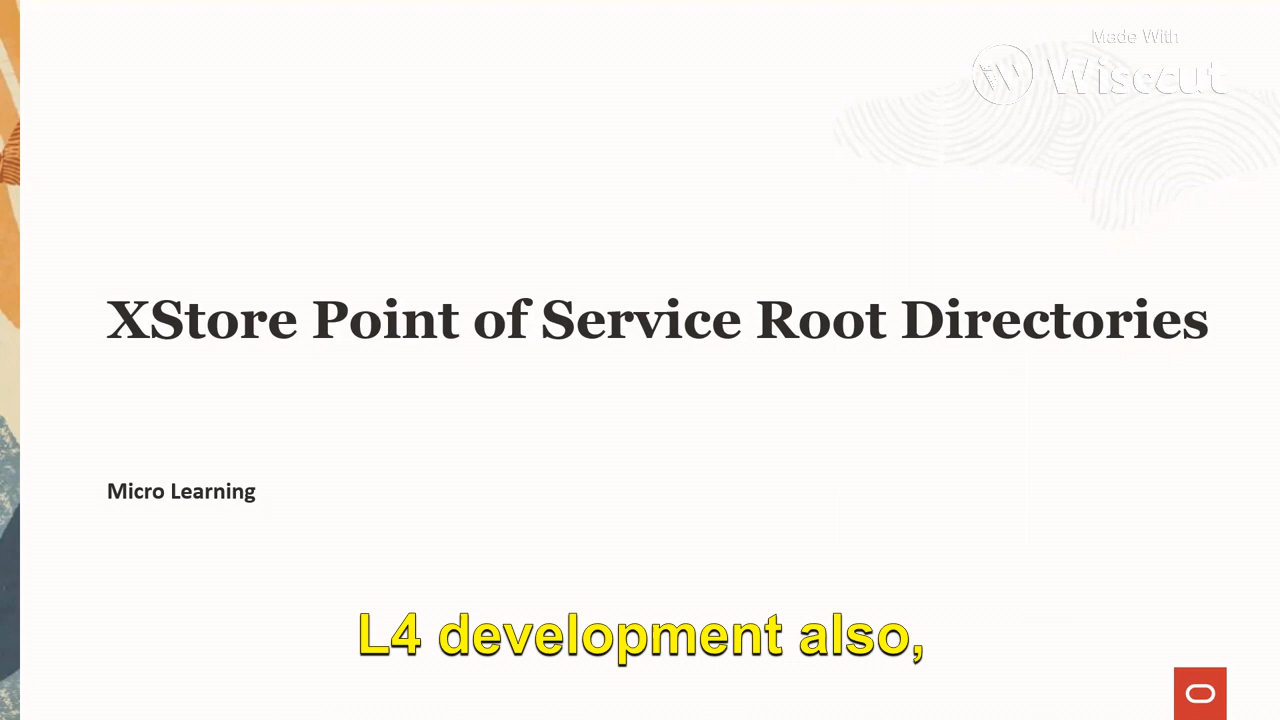 Made With
Wisecut
XStore Point of Service Root Directories
Micro Learning
L4 development also,